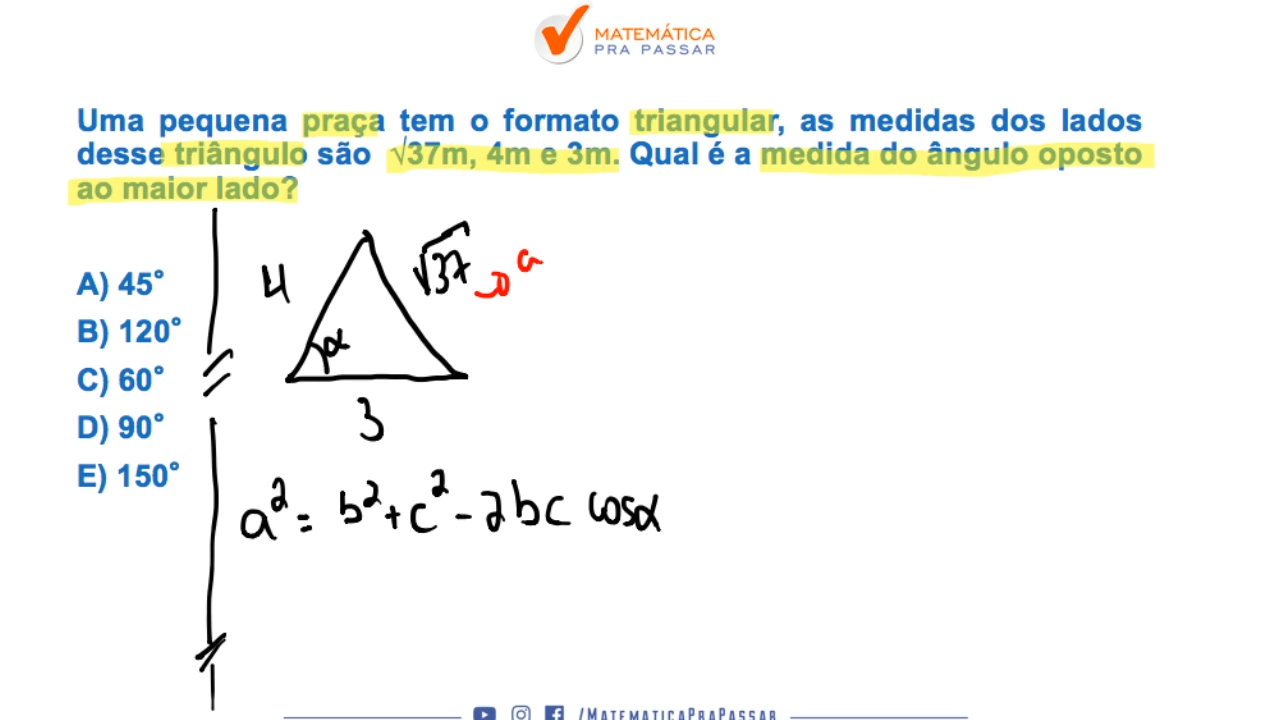 MATEMÁTICA
PRA PASSAR
Uma pequena praça tem o formato triangular, as medidas dos lados
desse triângulo são √37m, 4m e 3m. Qual é a medida do ângulo oposto
ao maior lado?
A) 45°
B) 120°
C) 60°
D) 90°
E) 150°
4
√37
a
α
3
a² = b² + c² - 2bc cosα
/MATEMATICAPRAPASSAR